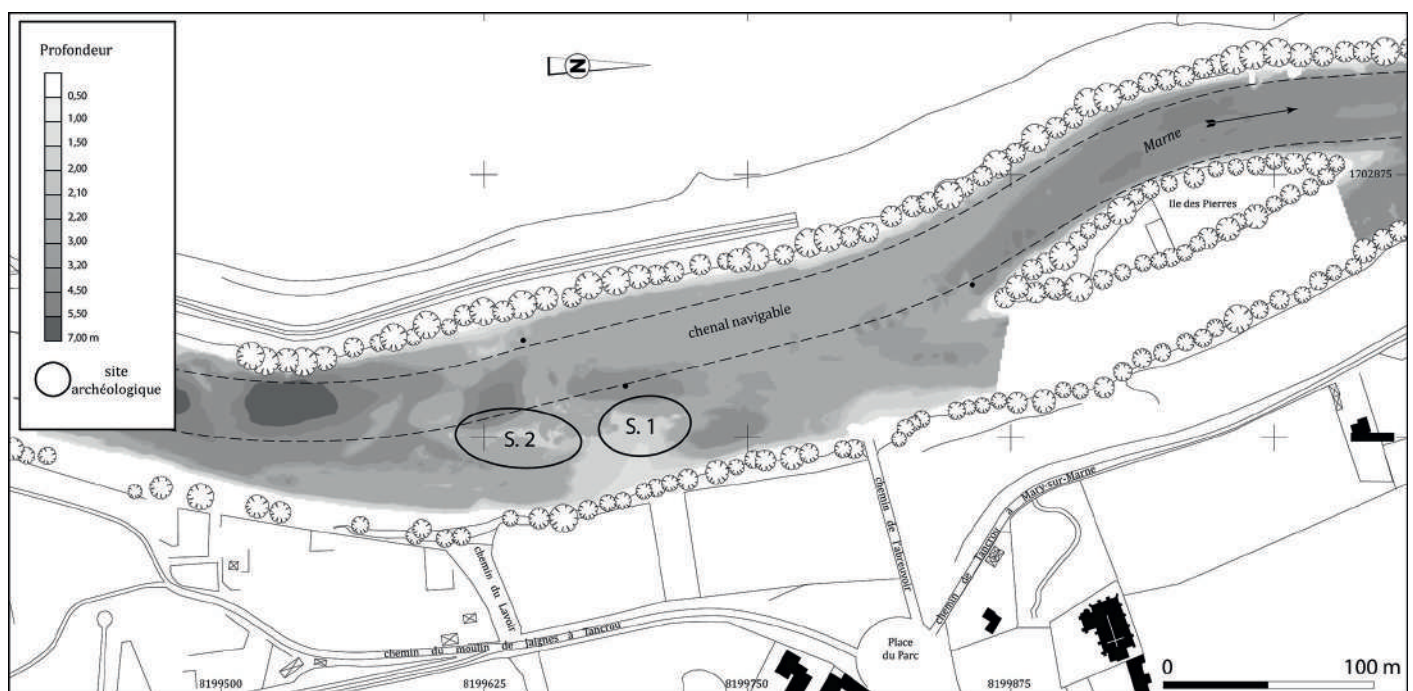 Profondeur
0,50
1,00
2,00
2,10
2,20
3,00
3,20
4,50
5,50
7,00 m
site
archéologique
N
Marne
1702875
Ile des Pierres
chenal navigable
S. 2
S. 1
chemin du Lavoir
chemin de l'abreuvoir
chemin de Tancrou à Mary-sur-Marne
chemin du moulin de Jaignes à Tancrou
Place
du Parc
8199500
8199625
8199750
8199875
0
100 m